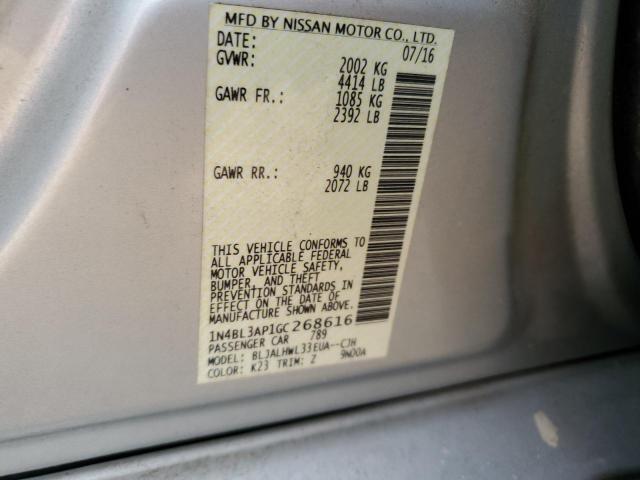 MFD BY NISSAN MOTOR CO., LTD.
DATE: 07/16
GVWR: 2002 KG
4414 LB
GAWR FR.: 1085 KG
2392 LB
GAWR RR.: 940 KG
2072 LB
THIS VEHICLE CONFORMS TO
ALL APPLICABLE FEDERAL
MOTOR VEHICLE SAFETY,
BUMPER, AND THEFT
PREVENTION STANDARDS IN
EFFECT ON THE DATE OF
MANUFACTURE SHOWN ABOVE.
1N4BL3AP1GC268616
PASSENGER CAR 789
MODEL: BLJALHWL33EUA--CJH
COLOR: K23 TRIM: Z 9N00A